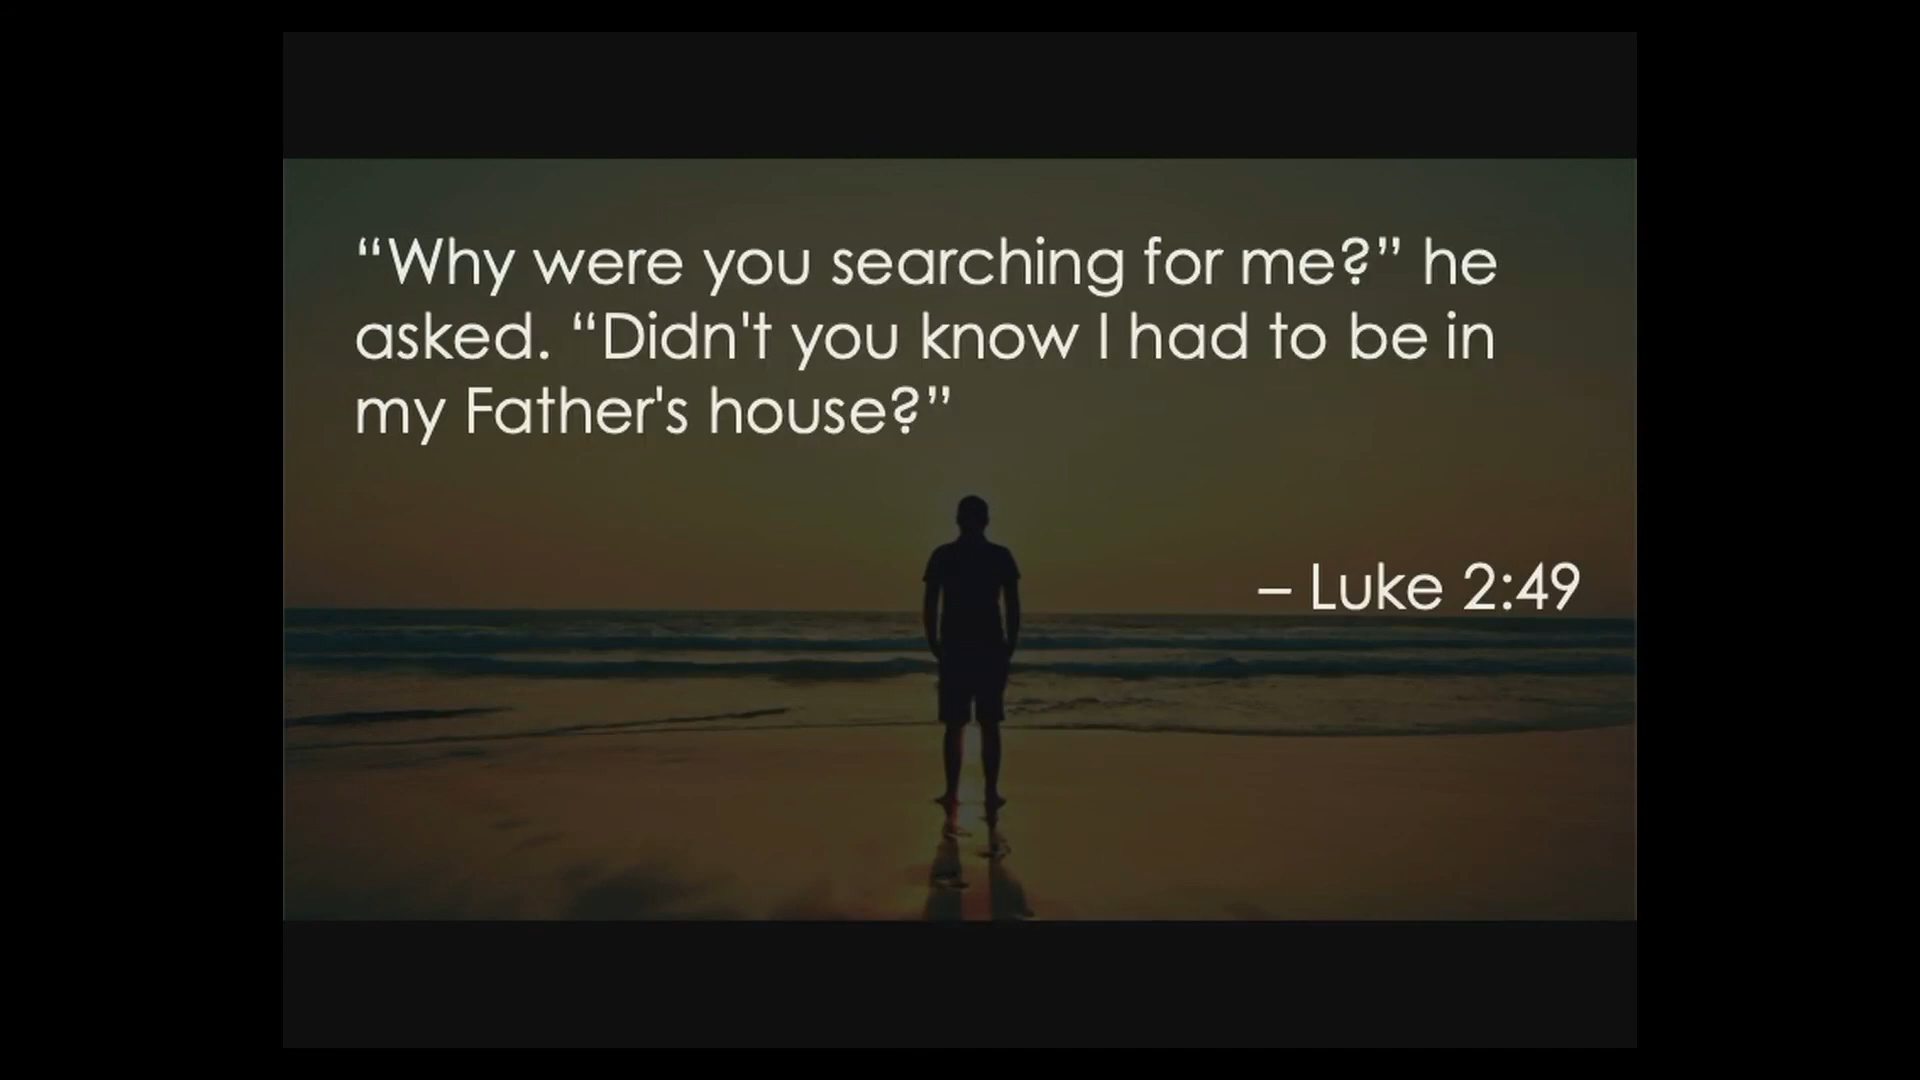 “Why were you searching for me?” he
asked. “Didn't you know I had to be in
my Father's house?”
– Luke 2:49